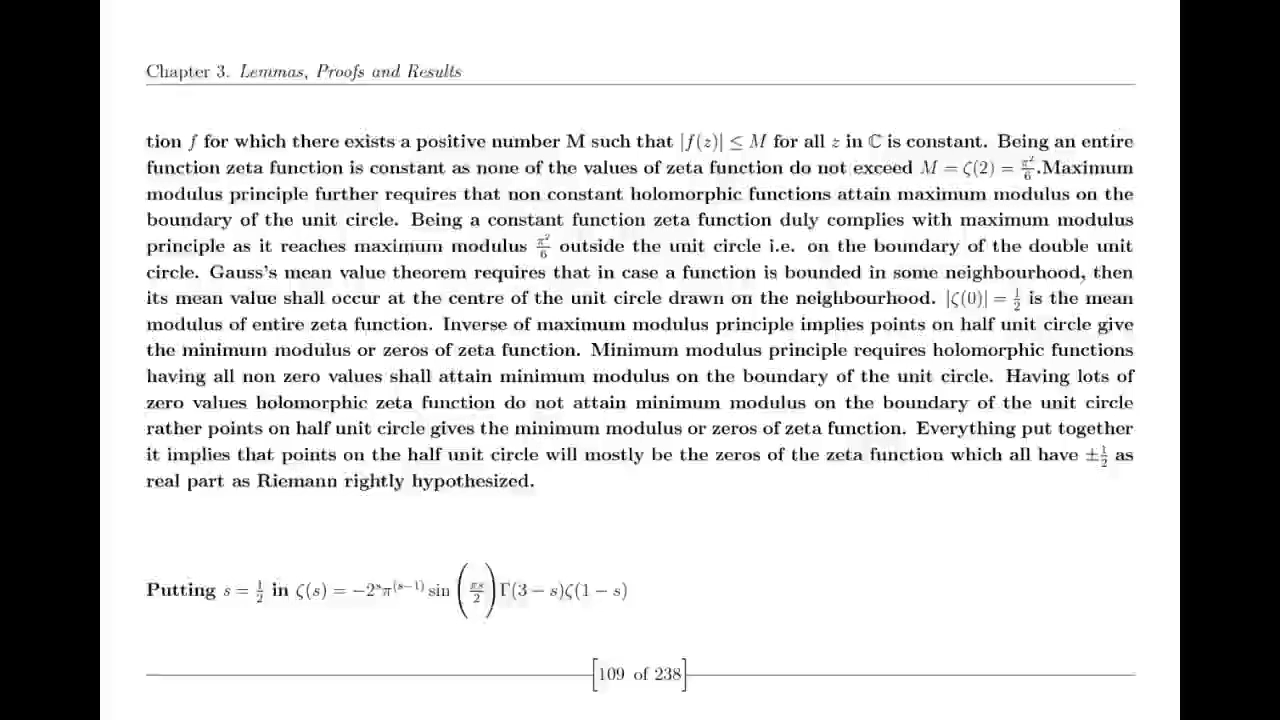 Chapter 3. Lemmas, Proofs and Results
tion f for which there exists a positive number M such that |f(z)| ≤ M for all z in ℂ is constant. Being an entire
function zeta function is constant as none of the values of zeta function do not exceed M = ζ(2) = π²/6.Maximum
modulus principle further requires that non constant holomorphic functions attain maximum modulus on the
boundary of the unit circle. Being a constant function zeta function duly complies with maximum modulus
principle as it reaches maximum modulus π²/6 outside the unit circle i.e. on the boundary of the double unit
circle. Gauss's mean value theorem requires that in case a function is bounded in some neighbourhood, then
its mean value shall occur at the centre of the unit circle drawn on the neighbourhood. |ζ(0)| = 1/2 is the mean
modulus of entire zeta function. Inverse of maximum modulus principle implies points on half unit circle give
the minimum modulus or zeros of zeta function. Minimum modulus principle requires holomorphic functions
having all non zero values shall attain minimum modulus on the boundary of the unit circle. Having lots of
zero values holomorphic zeta function do not attain minimum modulus on the boundary of the unit circle
rather points on half unit circle gives the minimum modulus or zeros of zeta function. Everything put together
it implies that points on the half unit circle will mostly be the zeros of the zeta function which all have ±1/2 as
real part as Riemann rightly hypothesized.
Putting s = 1/2 in ζ(s) = −2^s π^(s−1) sin(πs/2)Γ(3 − s)ζ(1 − s)
[109 of 238]